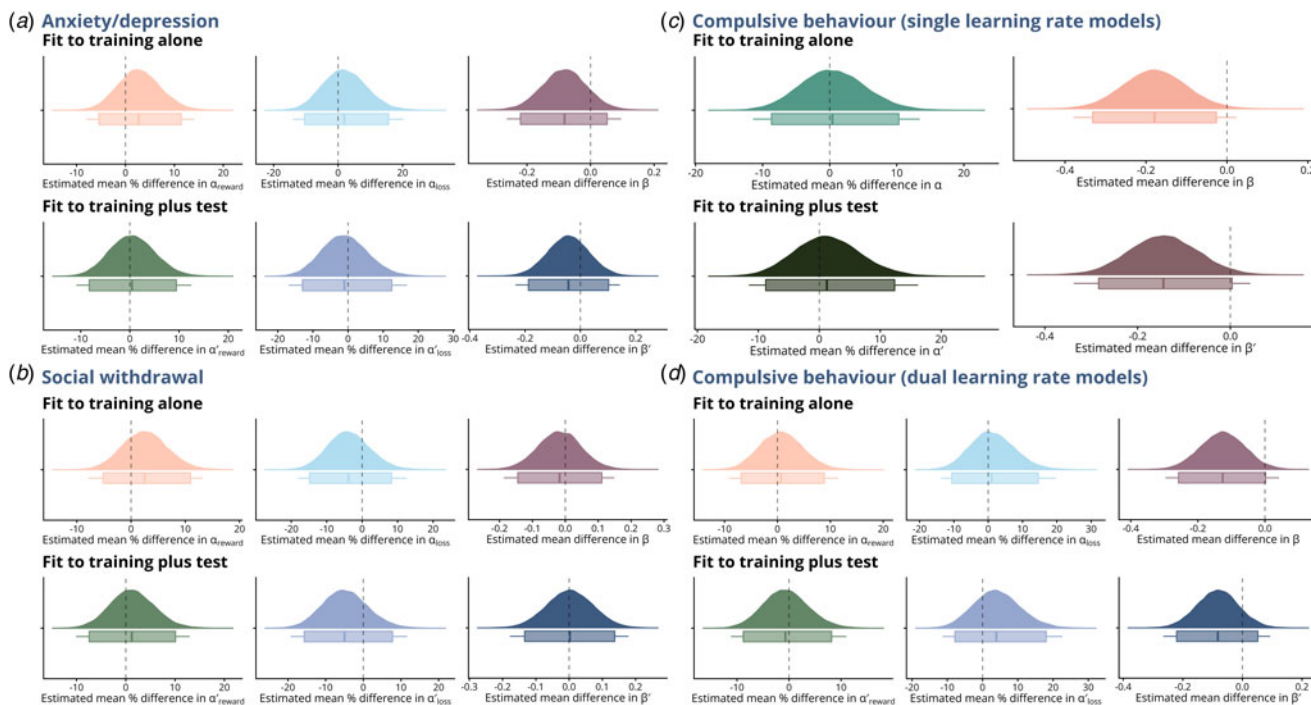 (a) Anxiety/depression
Fit to training alone
-10 0 10 20
Estimated mean % difference in αreward
-20 0 20
Estimated mean % difference in αloss
-0.2 0.0 0.2
Estimated mean difference in β
Fit to training plus test
-10 0 10 20
Estimated mean % difference in α′reward
-20 -10 0 10 20 30
Estimated mean % difference in α′loss
-0.4 -0.2 0.0 0.2
Estimated mean difference in β′
(b) Social withdrawal
Fit to training alone
-10 0 10 20
Estimated mean % difference in αreward
-20 -10 0 10 20
Estimated mean % difference in αloss
-0.2 -0.1 0.0 0.1 0.2 0.3
Estimated mean difference in β
Fit to training plus test
-10 0 10 20
Estimated mean % difference in α′reward
-20 -10 0 10 20
Estimated mean % difference in α′loss
-0.3 -0.2 -0.1 0.0 0.1 0.2
Estimated mean difference in β′
(c) Compulsive behaviour (single learning rate models)
Fit to training alone
-20 -10 0 10 20
Estimated mean % difference in α
-0.4 -0.2 0.0 0.2
Estimated mean difference in β
Fit to training plus test
-20 -10 0 10 20
Estimated mean % difference in α′
-0.4 -0.2 0.0
Estimated mean difference in β′
(d) Compulsive behaviour (dual learning rate models)
Fit to training alone
-10 0 10 20
Estimated mean % difference in αreward
-20 -10 0 10 20 30
Estimated mean % difference in αloss
-0.4 -0.2 0.0
Estimated mean difference in β
Fit to training plus test
-10 0 10
Estimated mean % difference in α′reward
-20 -10 0 10 20 30
Estimated mean % difference in α′loss
-0.4 -0.2 0.0 0.2
Estimated mean difference in β′